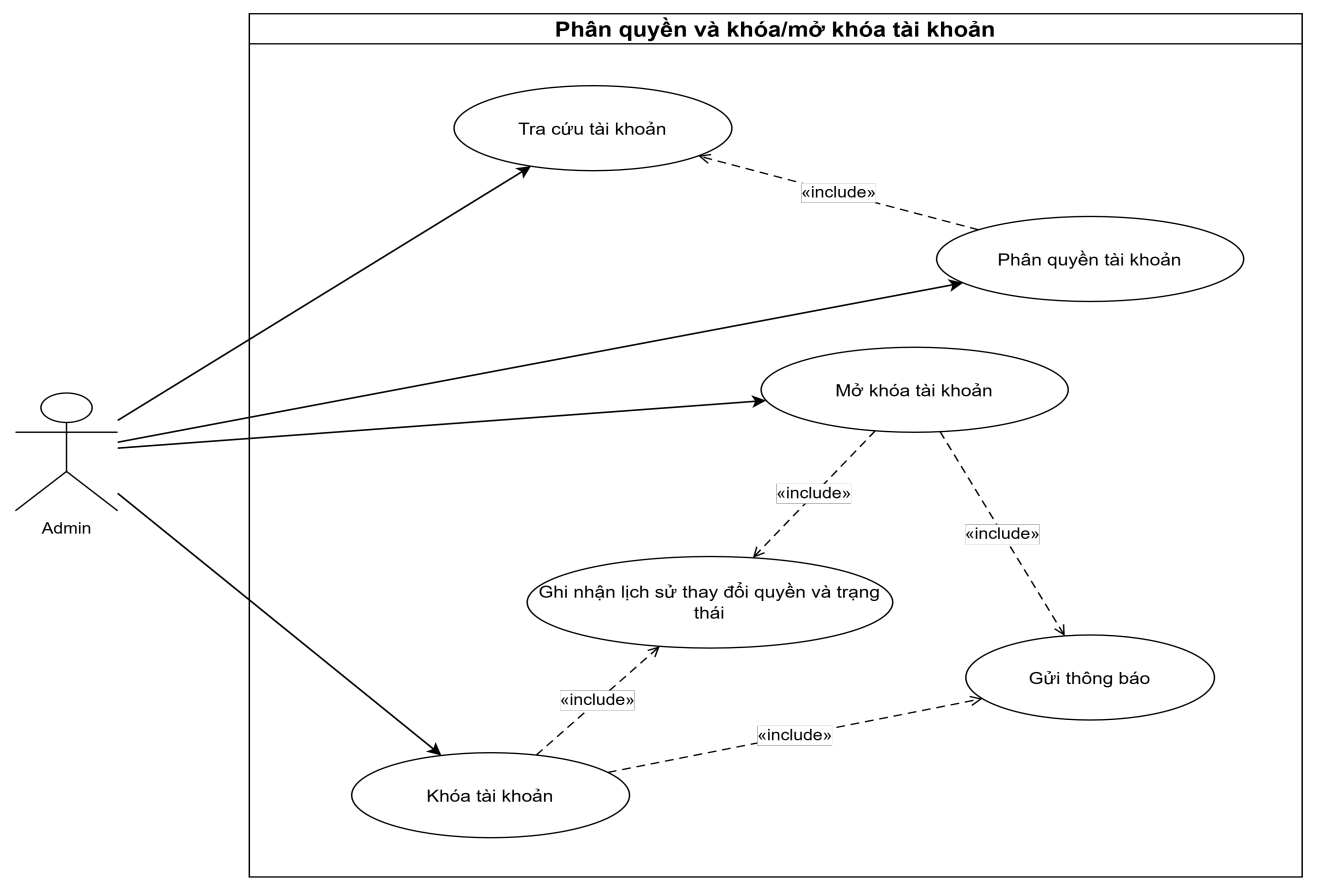 Phân quyền và khóa/mở khóa tài khoản
Tra cứu tài khoản
«include»
Phân quyền tài khoản
Mở khóa tài khoản
«include»
«include»
Admin
Ghi nhận lịch sử thay đổi quyền và trạng
thái
Gửi thông báo
«include»
«include»
Khóa tài khoản